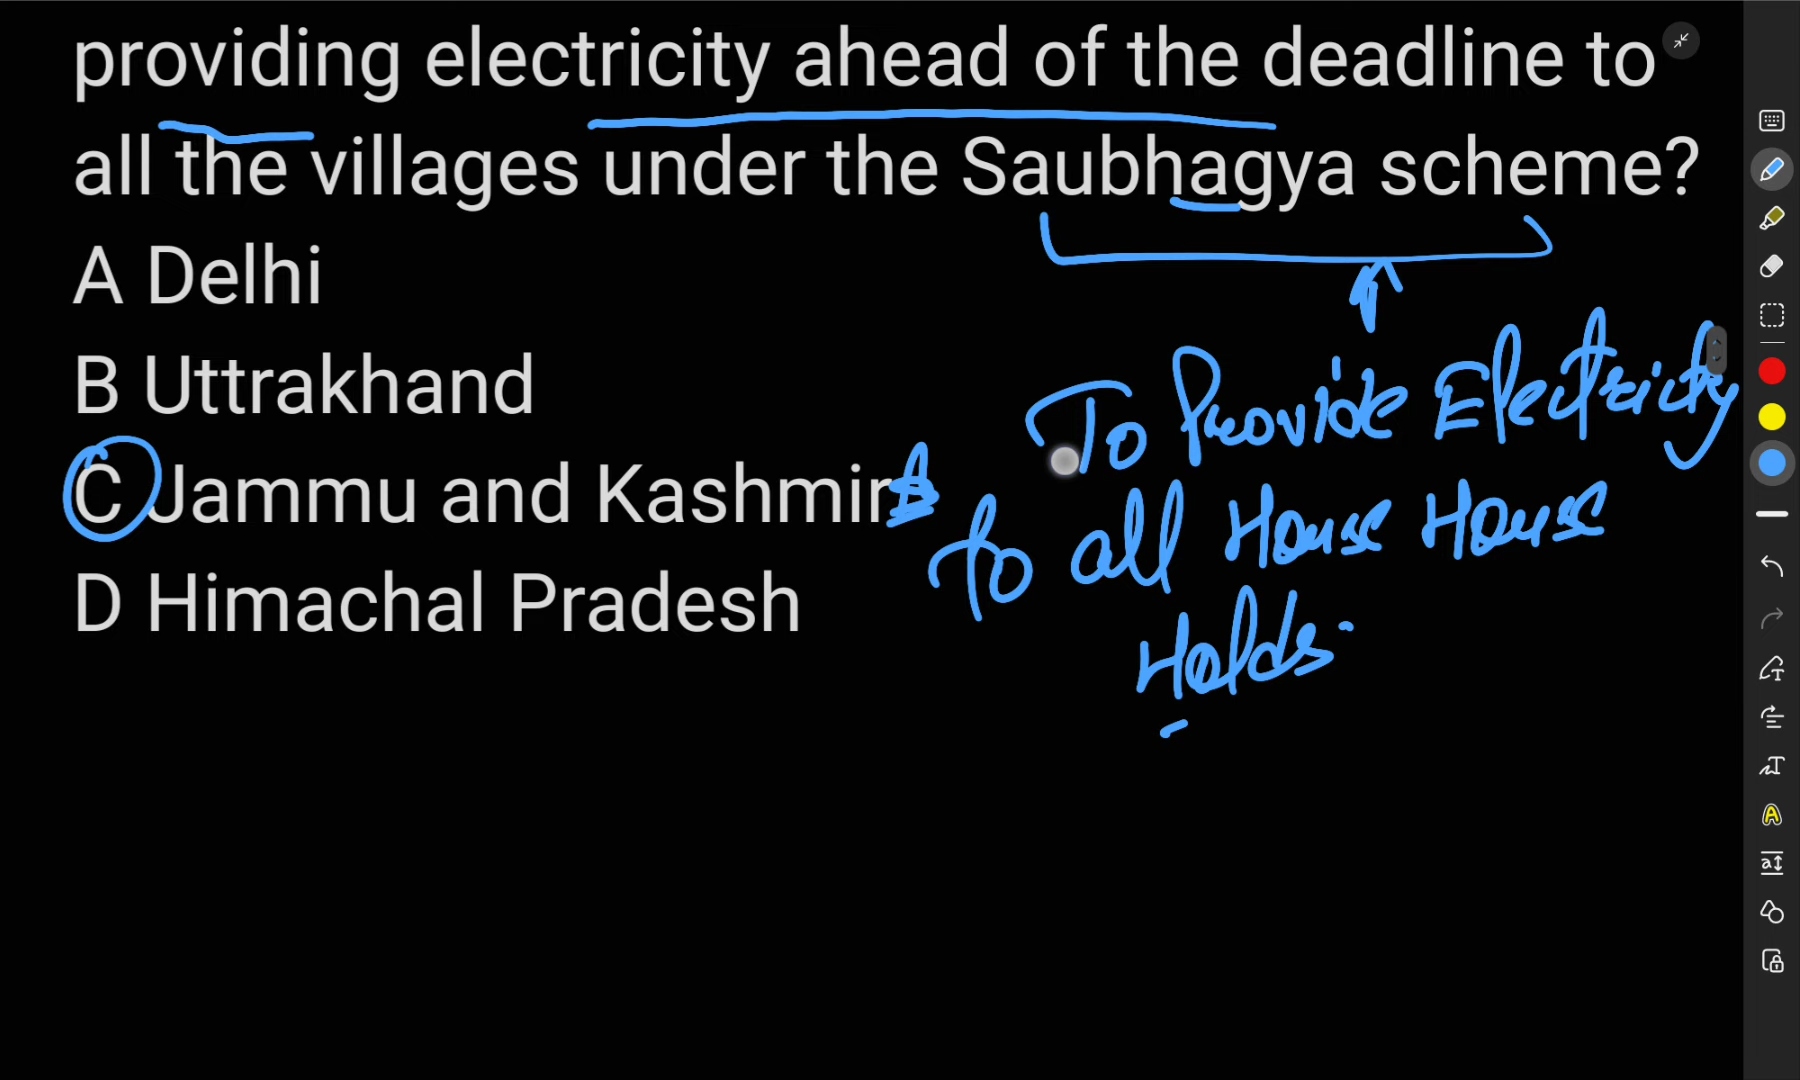 providing electricity ahead of the deadline to
all the villages under the Saubhagya scheme?
A Delhi
B Uttrakhand
C Jammu and Kashmir
D Himachal Pradesh
To Provide Electricity
To all House House
Holds.